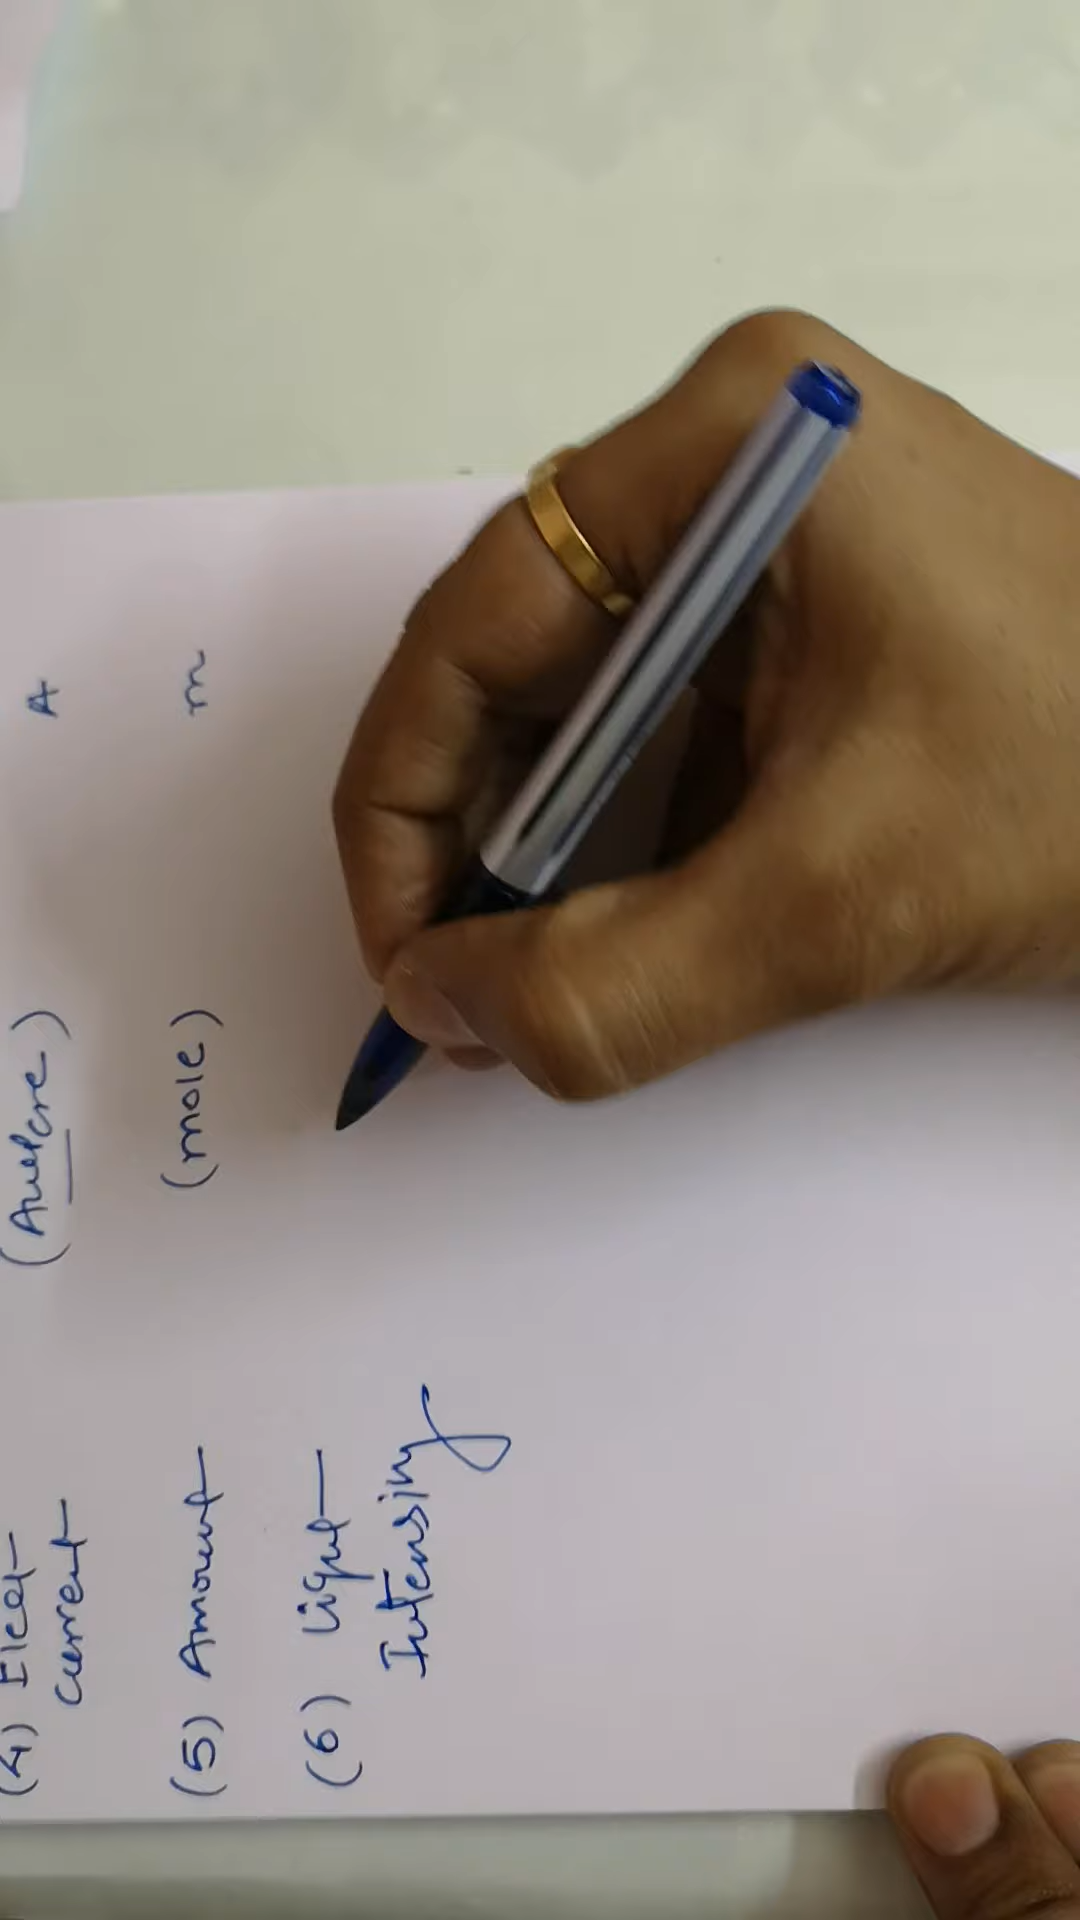 (4) Elect (Ampere) A
current
(5) Amount (mole) m
(6) Light
Intensity